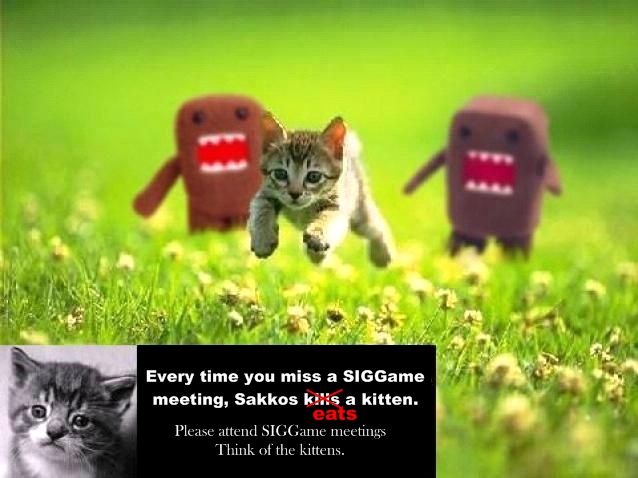 Every time you miss a SIGGame
meeting, Sakkos kills a kitten.
eats
Please attend SIGGame meetings
Think of the kittens.